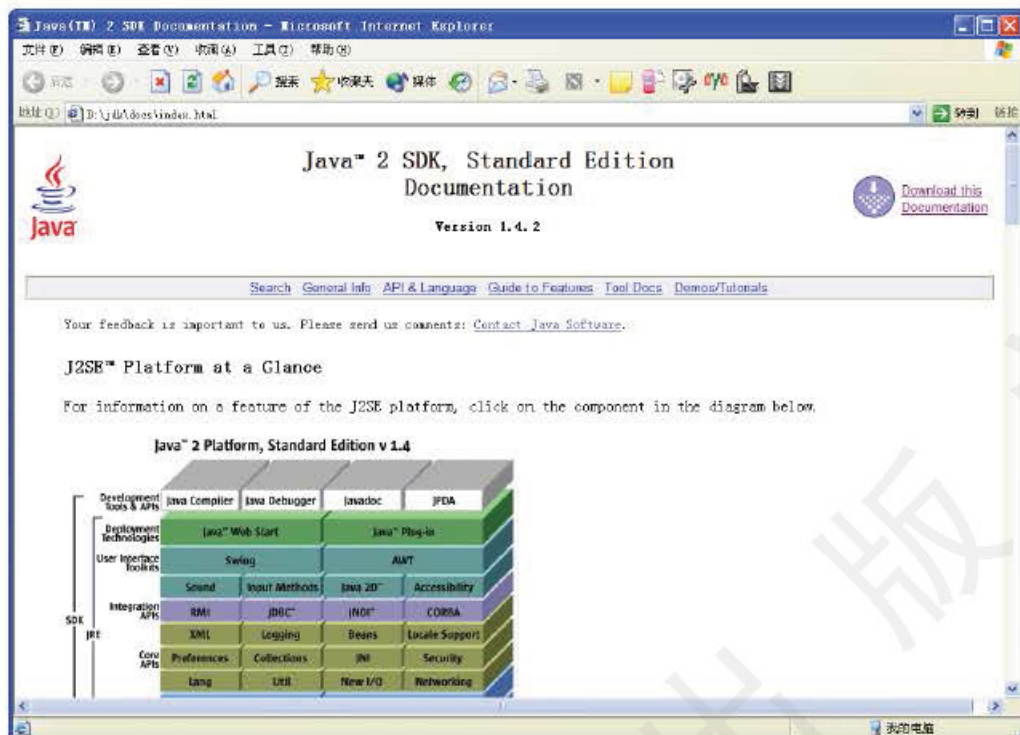 Java(TM) 2 SDK Documentation - Microsoft Internet Explorer
文件(F) 编辑(E) 查看(V) 收藏(A) 工具(T) 帮助(H)
后退 搜索 收藏夹 媒体
地址(D) D:\jdk\docs\index.html 转到 链接
Java™ 2 SDK, Standard Edition
Documentation
Version 1.4.2
Java
Download this
Documentation
Search General Info API & Language Guide to Features Tool Docs Demos/Tutorials
Your feedback is important to us. Please send us comments: Contact Java Software.
J2SE™ Platform at a Glance
For information on a feature of the J2SE platform, click on the component in the diagram below.
Java™ 2 Platform, Standard Edition v 1.4
Development Tools & APIs Java Compiler Java Debugger Javadoc JPDA
Deployment Technologies Java™ Web Start Java™ Plug-in
User Interface Toolkits Swing AWT
Sound Input Methods Java 2D™ Accessibility
Integration APIs RMI JDBC™ JNDI™ CORBA
SDK JRE
XML Logging Beans Locale Support
Core APIs Preferences Collections JNI Security
Lang Util New I/O Networking
我的电脑
版
出